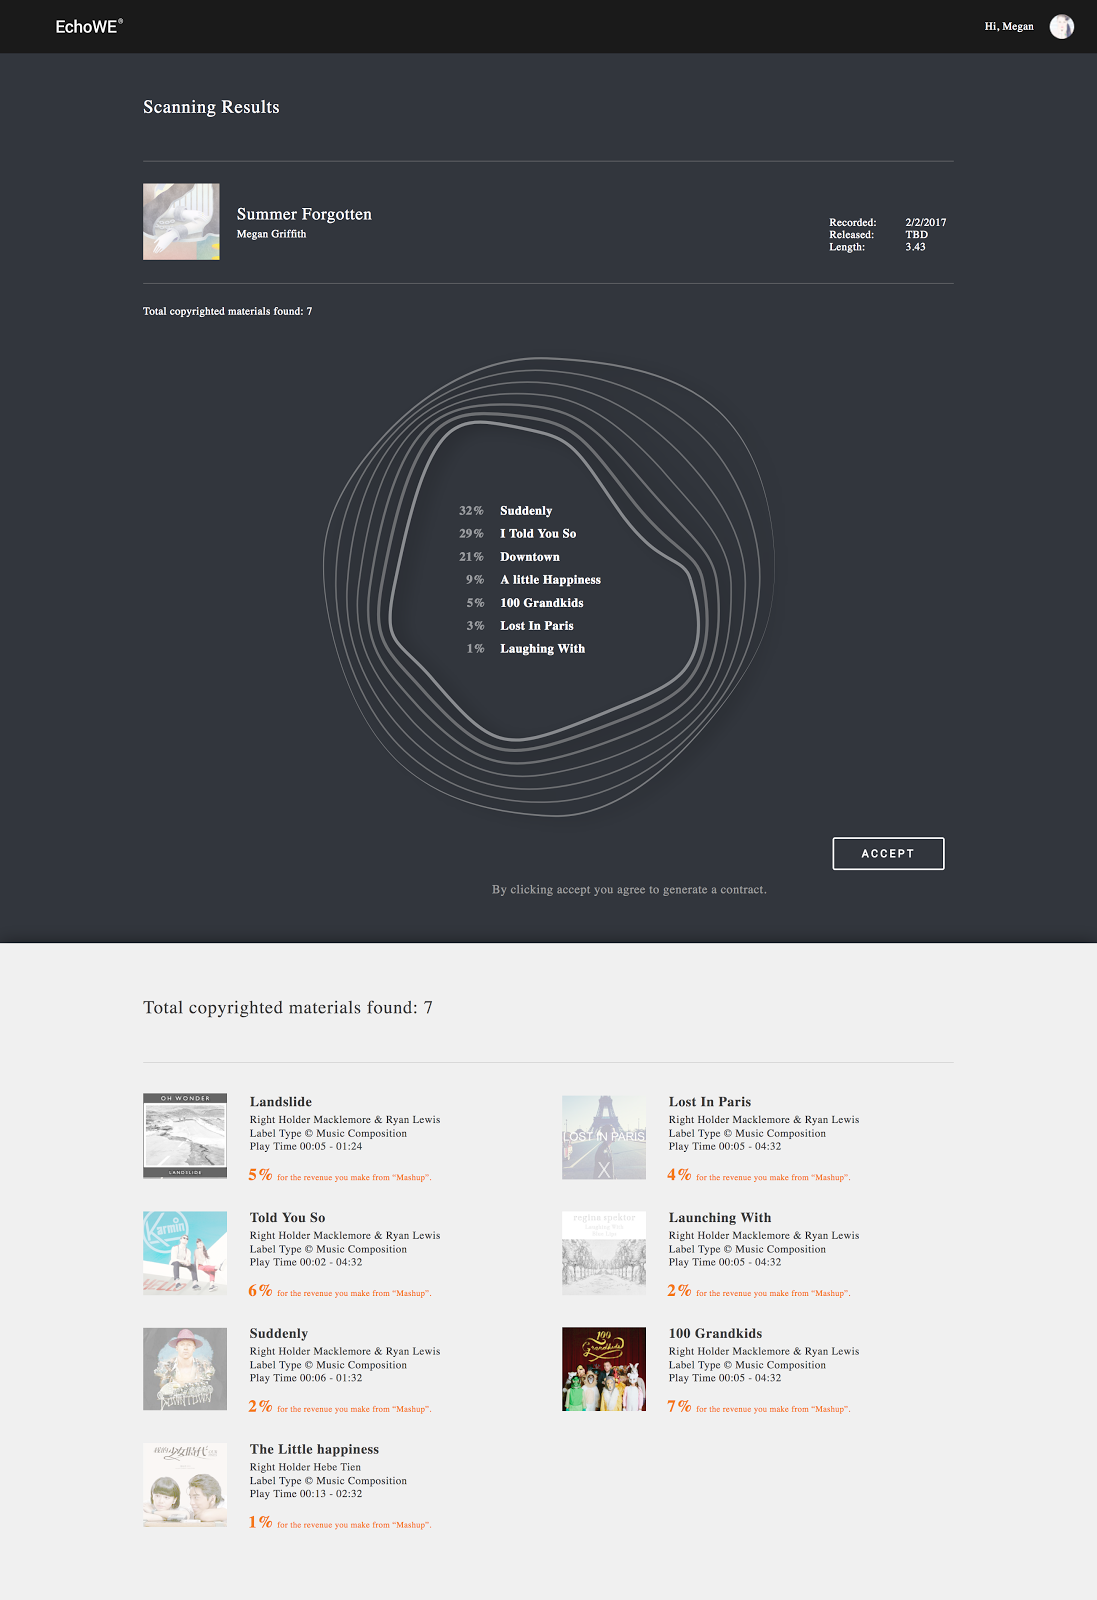 EchoWE®
Hi, Megan
Scanning Results
Summer Forgotten
Megan Griffith
Recorded: 2/2/2017
Released: TBD
Length: 3.43
Total copyrighted materials found: 7
32% Suddenly
29% I Told You So
21% Downtown
9% A little Happiness
5% 100 Grandkids
3% Lost In Paris
1% Laughing With
ACCEPT
By clicking accept you agree to generate a contract.
Total copyrighted materials found: 7
OH WONDER
LANDSLIDE
Landslide
Right Holder Macklemore & Ryan Lewis
Label Type © Music Composition
Play Time 00:05 - 01:24
5% for the revenue you make from “Mashup”.
LOST IN PARIS
X
Lost In Paris
Right Holder Macklemore & Ryan Lewis
Label Type © Music Composition
Play Time 00:05 - 04:32
4% for the revenue you make from “Mashup”.
Karmin
Told You So
Right Holder Macklemore & Ryan Lewis
Label Type © Music Composition
Play Time 00:02 - 04:32
6% for the revenue you make from “Mashup”.
regina spektor
Laughing With
Launching With
Right Holder Macklemore & Ryan Lewis
Label Type © Music Composition
Play Time 00:05 - 04:32
2% for the revenue you make from “Mashup”.
Suddenly
Right Holder Macklemore & Ryan Lewis
Label Type © Music Composition
Play Time 00:06 - 01:32
2% for the revenue you make from “Mashup”.
100
Grandkids
100 Grandkids
Right Holder Macklemore & Ryan Lewis
Label Type © Music Composition
Play Time 00:05 - 04:32
7% for the revenue you make from “Mashup”.
我的少女時代
The Little happiness
Right Holder Hebe Tien
Label Type © Music Composition
Play Time 00:13 - 02:32
1% for the revenue you make from “Mashup”.